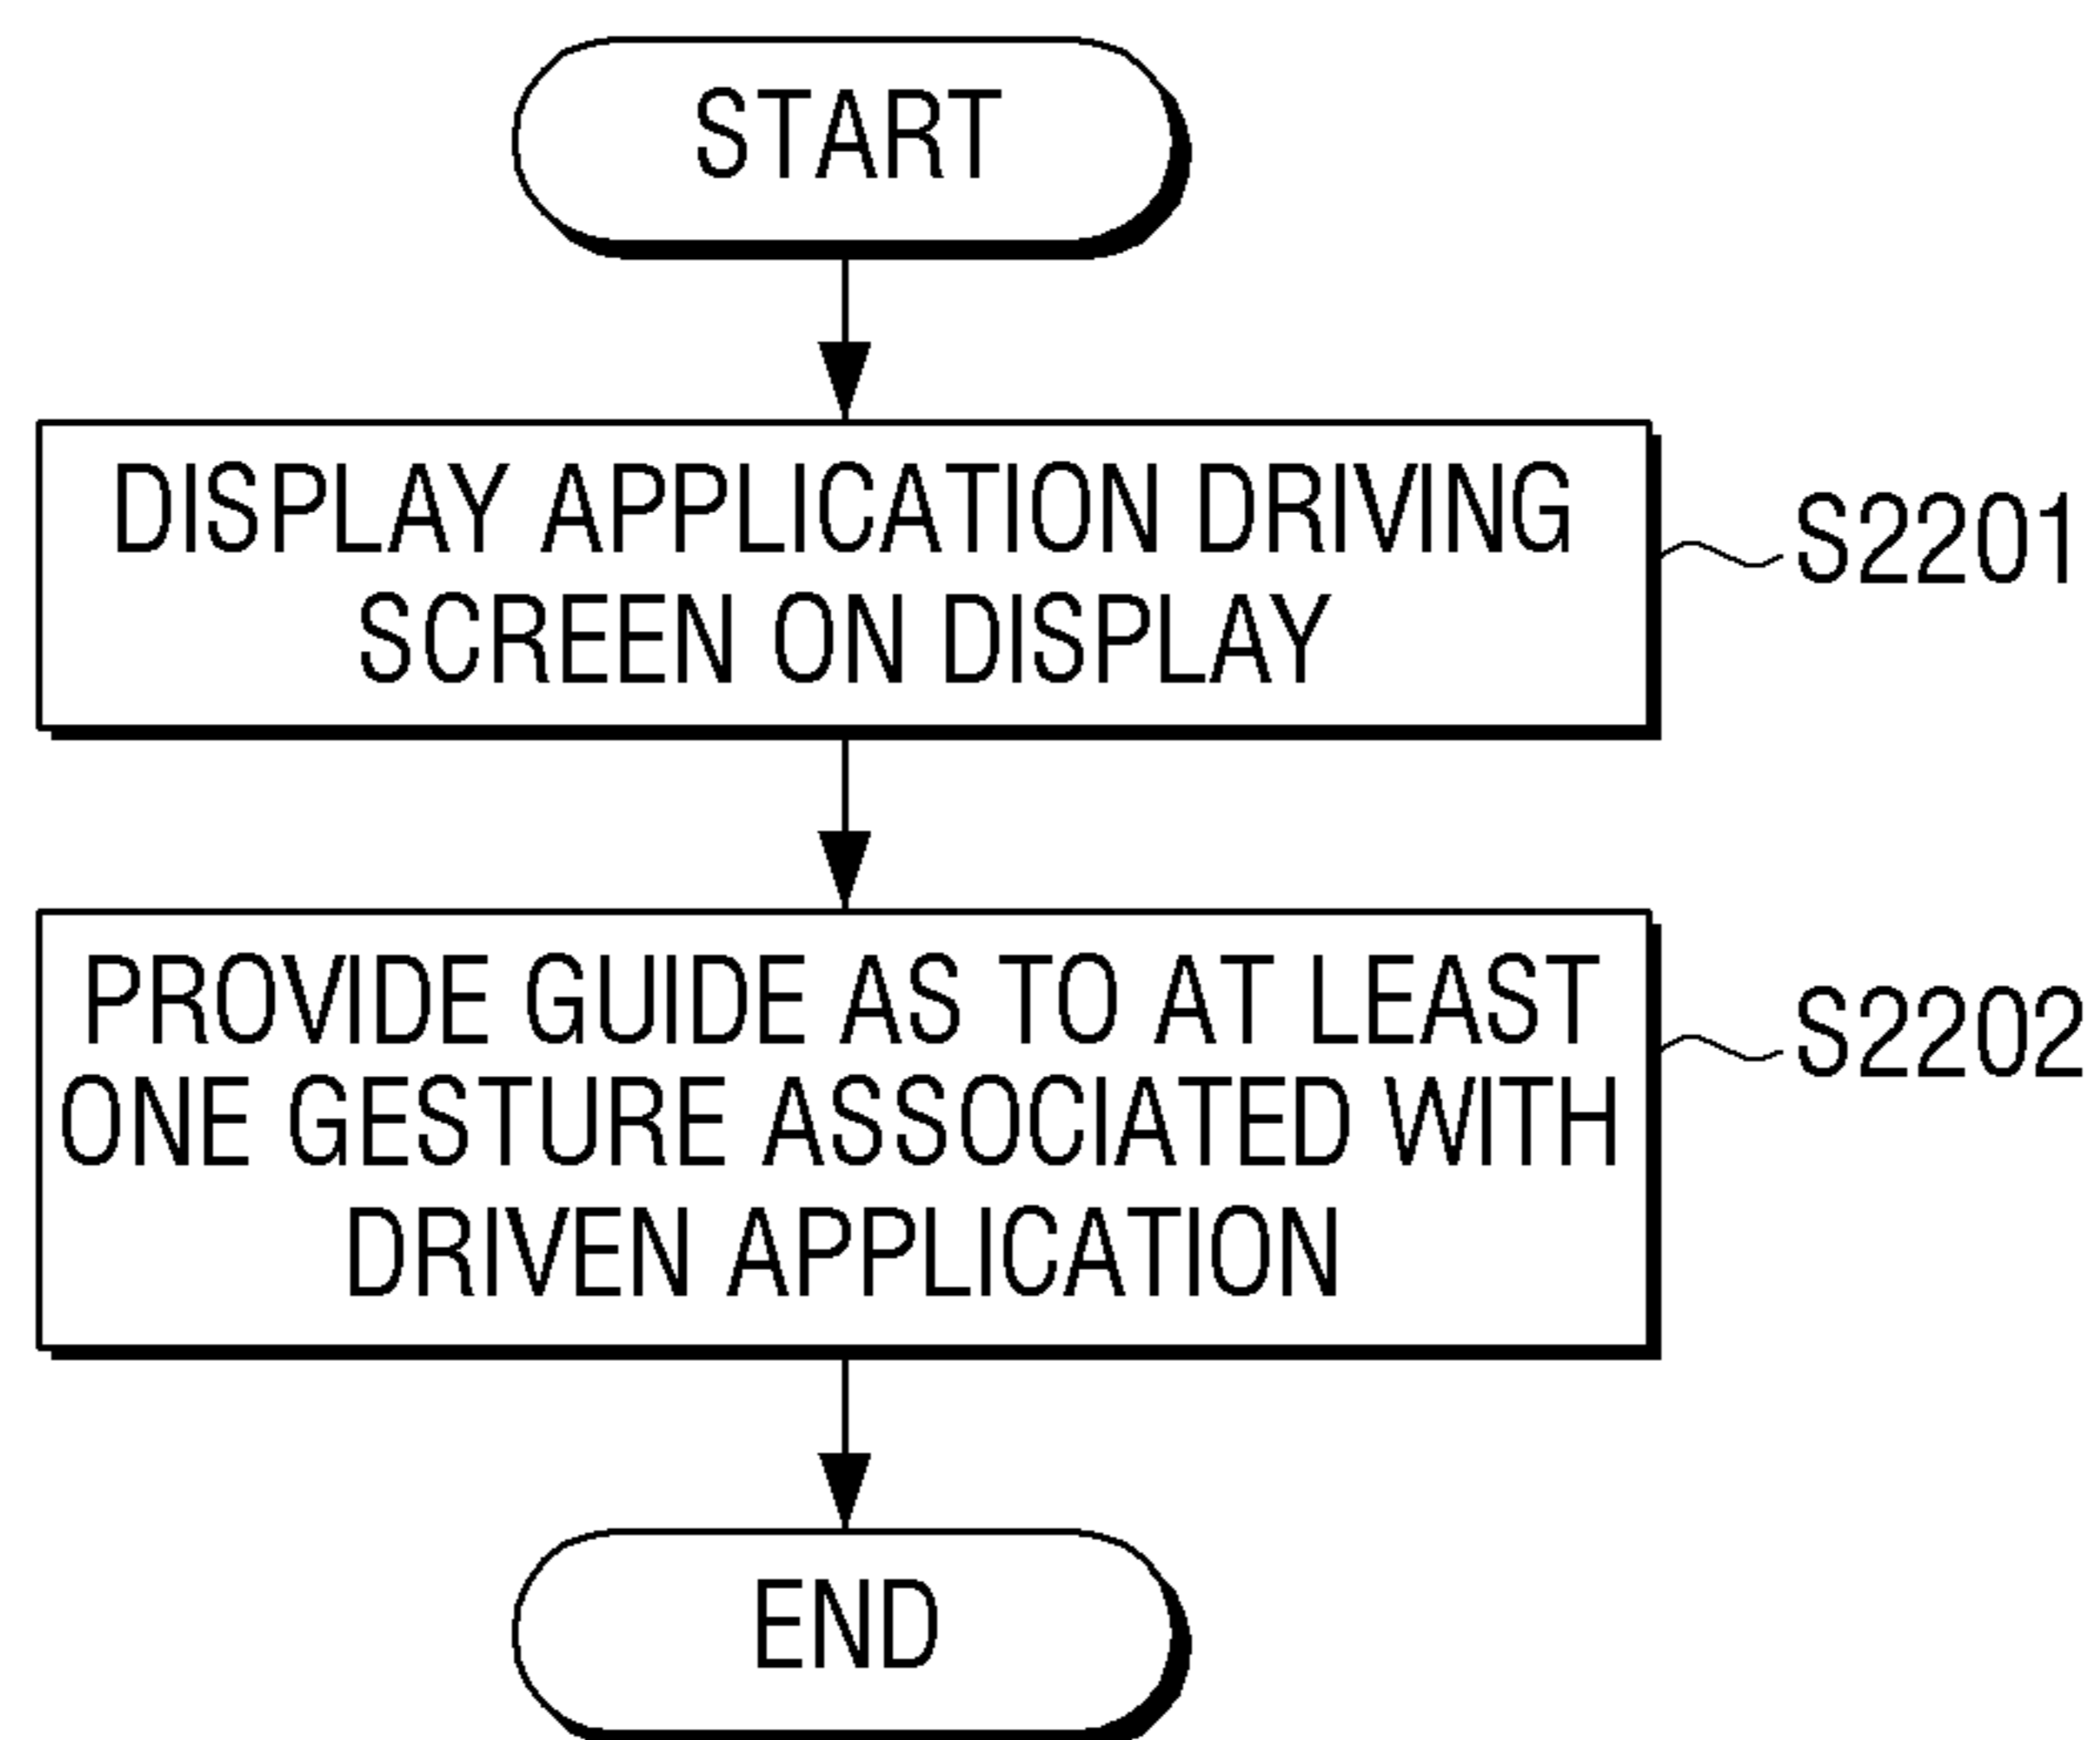 START
DISPLAY APPLICATION DRIVING
SCREEN ON DISPLAY
S2201
PROVIDE GUIDE AS TO AT LEAST
ONE GESTURE ASSOCIATED WITH
DRIVEN APPLICATION
S2202
END